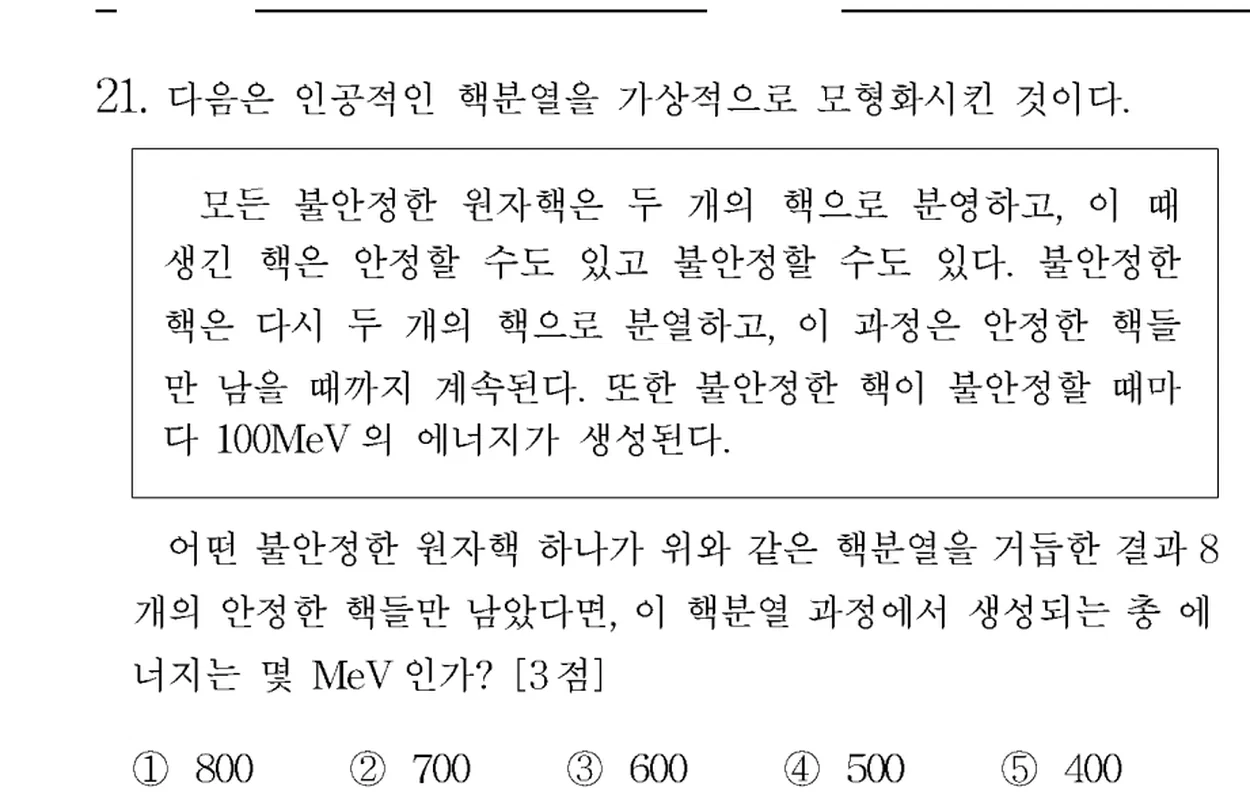 21. 다음은 인공적인 핵분열을 가상적으로 모형화시킨 것이다.
모든 불안정한 원자핵은 두 개의 핵으로 분영하고, 이 때
생긴 핵은 안정할 수도 있고 불안정할 수도 있다. 불안정한
핵은 다시 두 개의 핵으로 분열하고, 이 과정은 안정한 핵들
만 남을 때까지 계속된다. 또한 불안정한 핵이 불안정할 때마
다 100MeV의 에너지가 생성된다.
어떤 불안정한 원자핵 하나가 위와 같은 핵분열을 거듭한 결과 8
개의 안정한 핵들만 남았다면, 이 핵분열 과정에서 생성되는 총 에
너지는 몇 MeV인가? [3점]
① 800 ② 700 ③ 600 ④ 500 ⑤ 400